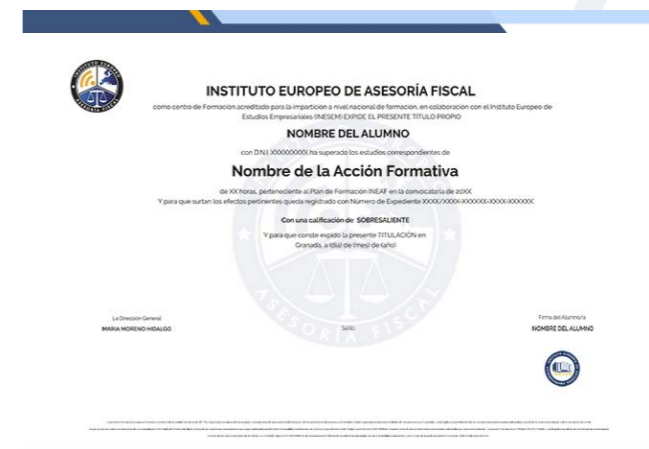 INSTITUTO EUROPEO DE ASESORÍA FISCAL
como centro de Formación acreditado para la impartición a nivel nacional de formación, en colaboración con el Instituto Europeo de
Estudios Empresariales (INESEM) EXPIDE EL PRESENTE TÍTULO PROPIO
NOMBRE DEL ALUMNO
con D.N.I. XXXXXXXXX ha superado los estudios correspondientes de
Nombre de la Acción Formativa
de XX horas, perteneciente al Plan de Formación INEAF en la convocatoria de 20XX
Y para que surtan los efectos pertinentes queda registrado con Número de Expediente XXXX/XXXX-XXXXXX-XXXX-XXXXXX
Con una calificación de SOBRESALIENTE
Y para que conste expido la presente TITULACIÓN en
Granada, a (día) de (mes) de (año)
La Dirección General
MARIA MORENO HIDALGO
Sello
Firma del Alumno/a
NOMBRE DEL ALUMNO
ASESORÍA FISCAL